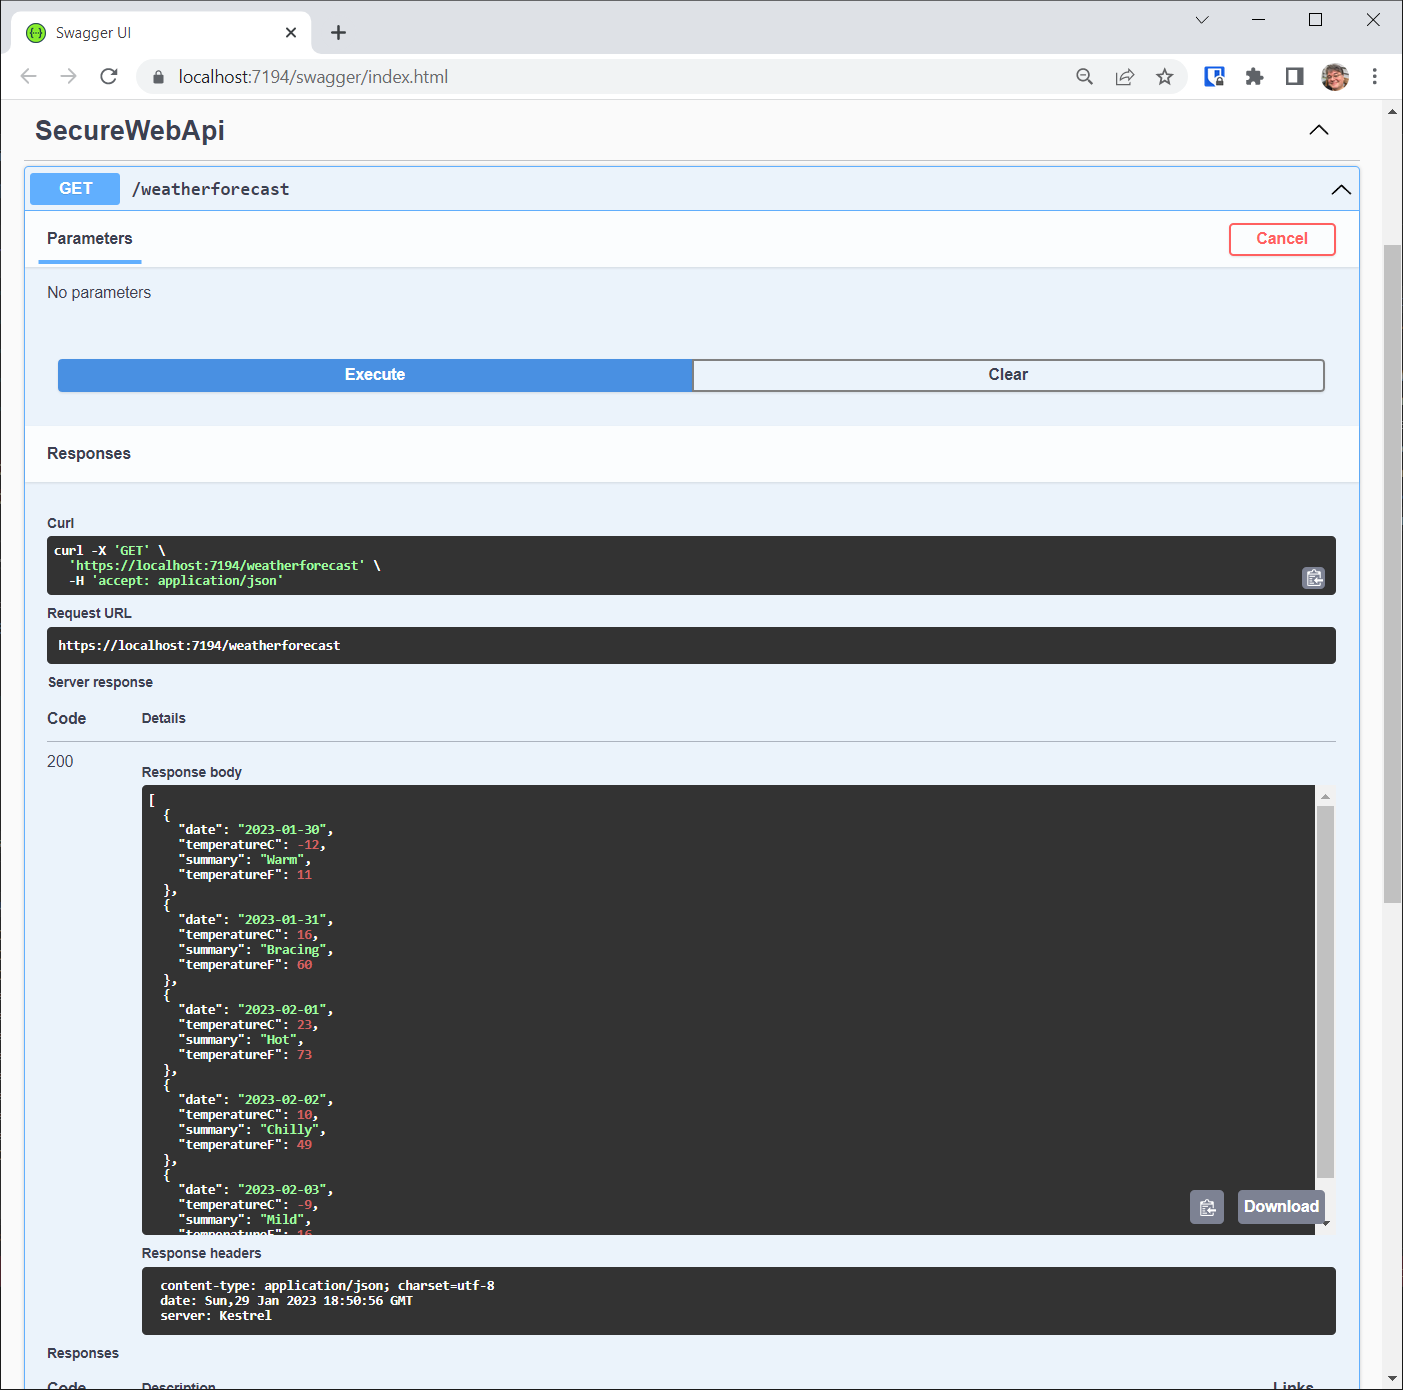 Swagger UI
localhost:7194/swagger/index.html
SecureWebApi
GET /weatherforecast
Parameters
Cancel
No parameters
Execute
Clear
Responses
Curl
curl -X 'GET' \
'https://localhost:7194/weatherforecast' \
-H 'accept: application/json'
Request URL
https://localhost:7194/weatherforecast
Server response
Code Details
200
Response body
[
{
"date": "2023-01-30",
"temperatureC": -12,
"summary": "Warm",
"temperatureF": 11
},
{
"date": "2023-01-31",
"temperatureC": 16,
"summary": "Bracing",
"temperatureF": 60
},
{
"date": "2023-02-01",
"temperatureC": 23,
"summary": "Hot",
"temperatureF": 73
},
{
"date": "2023-02-02",
"temperatureC": 10,
"summary": "Chilly",
"temperatureF": 49
},
{
"date": "2023-02-03",
"temperatureC": -9,
"summary": "Mild",
"temperatureF": 16
Download
Response headers
content-type: application/json; charset=utf-8
date: Sun,29 Jan 2023 18:50:56 GMT
server: Kestrel
Responses
Code Description Links